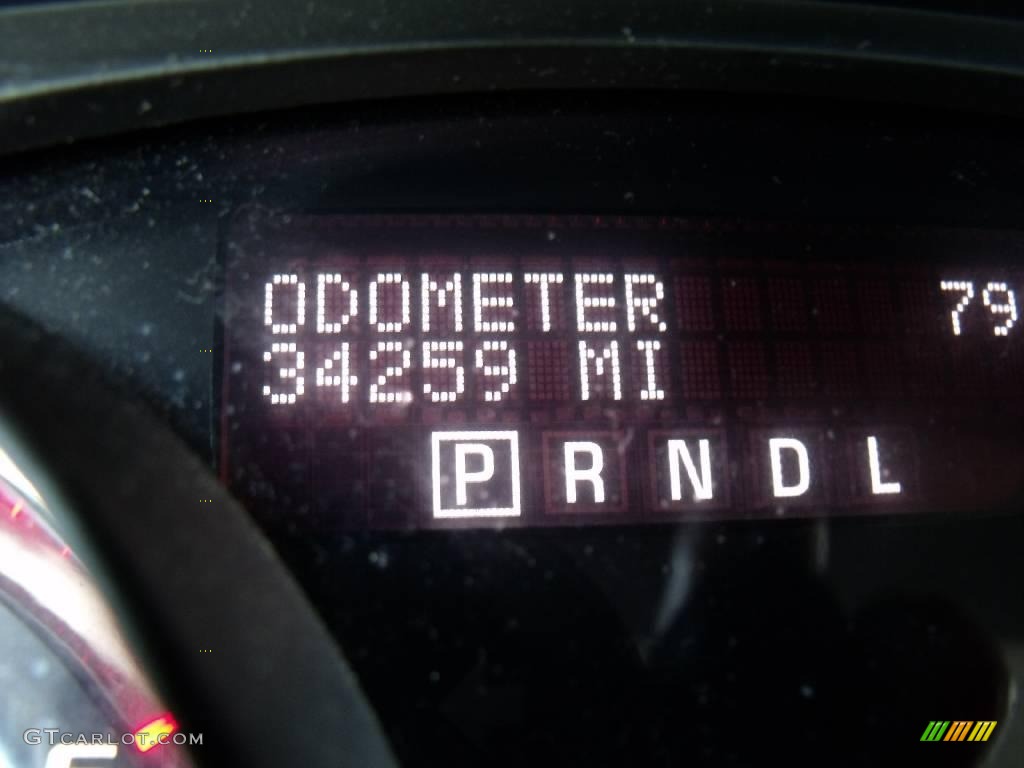 ODOMETER 79
34259 MI
P R N D L
GTCARLOT.COM